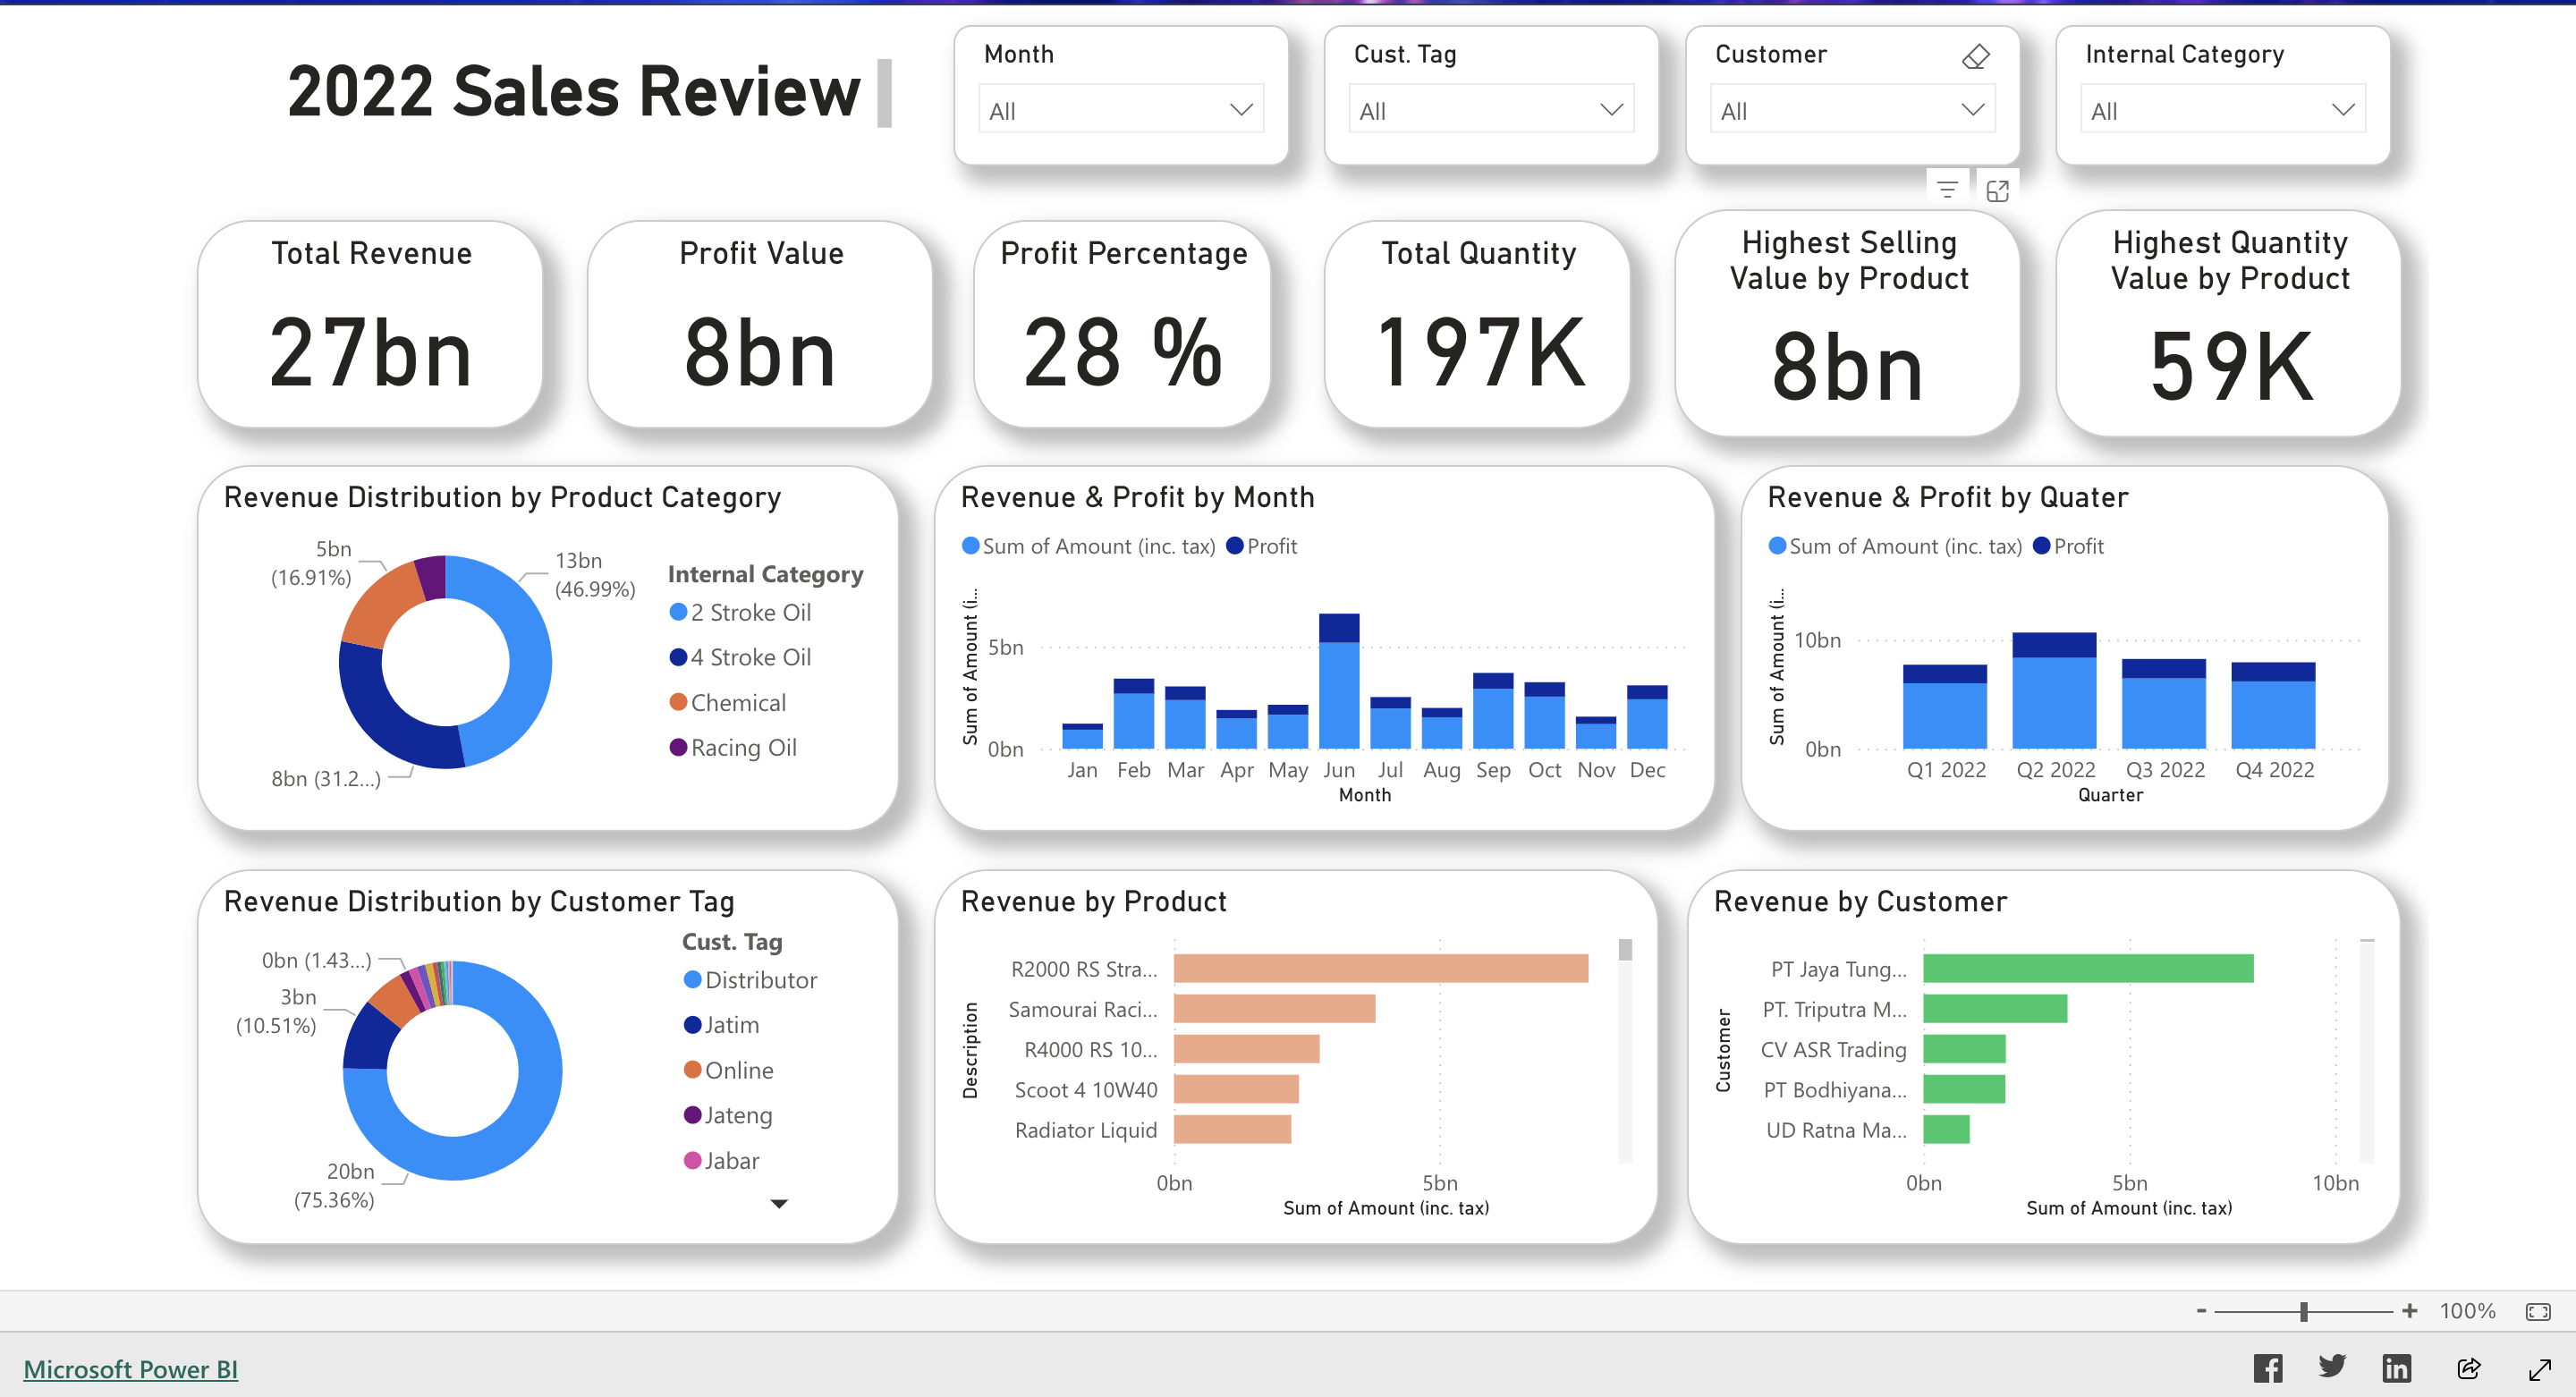 2022 Sales Review
Month
All
Cust. Tag
All
Customer
All
Internal Category
All
Total Revenue
27bn
Profit Value
8bn
Profit Percentage
28 %
Total Quantity
197K
Highest Selling
Value by Product
8bn
Highest Quantity
Value by Product
59K
Revenue Distribution by Product Category
5bn
(16.91%)
13bn
(46.99%)
8bn (31.2...)
Internal Category
2 Stroke Oil
4 Stroke Oil
Chemical
Racing Oil
Revenue & Profit by Month
Sum of Amount (inc. tax) Profit
Sum of Amount (i...
5bn
0bn
Jan Feb Mar Apr May Jun Jul Aug Sep Oct Nov Dec
Month
Revenue & Profit by Quater
Sum of Amount (inc. tax) Profit
Sum of Amount (i...
10bn
0bn
Q1 2022 Q2 2022 Q3 2022 Q4 2022
Quarter
Revenue Distribution by Customer Tag
0bn (1.43...)
3bn
(10.51%)
20bn
(75.36%)
Cust. Tag
Distributor
Jatim
Online
Jateng
Jabar
Revenue by Product
Description
R2000 RS Stra...
Samourai Raci...
R4000 RS 10...
Scoot 4 10W40
Radiator Liquid
0bn 5bn
Sum of Amount (inc. tax)
Revenue by Customer
Customer
PT Jaya Tung...
PT. Triputra M...
CV ASR Trading
PT Bodhiyana...
UD Ratna Ma...
0bn 5bn 10bn
Sum of Amount (inc. tax)
- + 100%
Microsoft Power BI